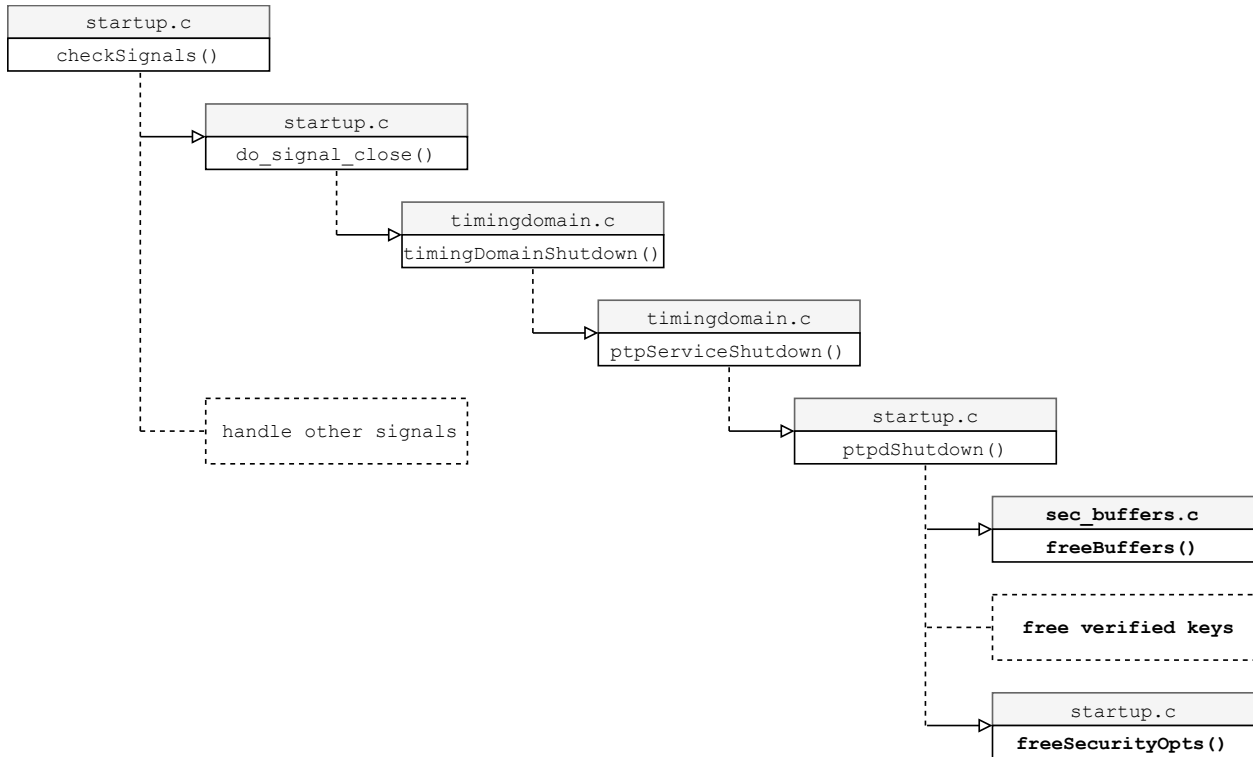 startup.c
checkSignals()
startup.c
do_signal_close()
timingdomain.c
timingDomainShutdown()
timingdomain.c
ptpServiceShutdown()
handle other signals
startup.c
ptpdShutdown()
sec_buffers.c
freeBuffers()
free verified keys
startup.c
freeSecurityOpts()